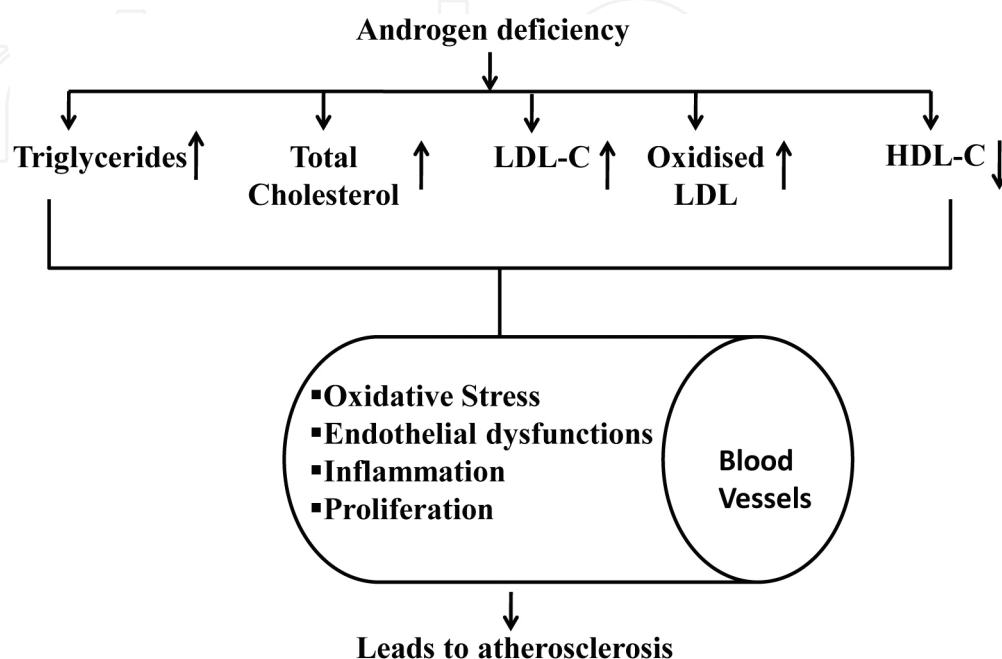 Androgen deficiency
Triglycerides
Total
Cholesterol
LDL-C
Oxidised
LDL
HDL-C
▪Oxidative Stress
▪Endothelial dysfunctions
▪Inflammation
▪Proliferation
Blood
Vessels
Leads to atherosclerosis